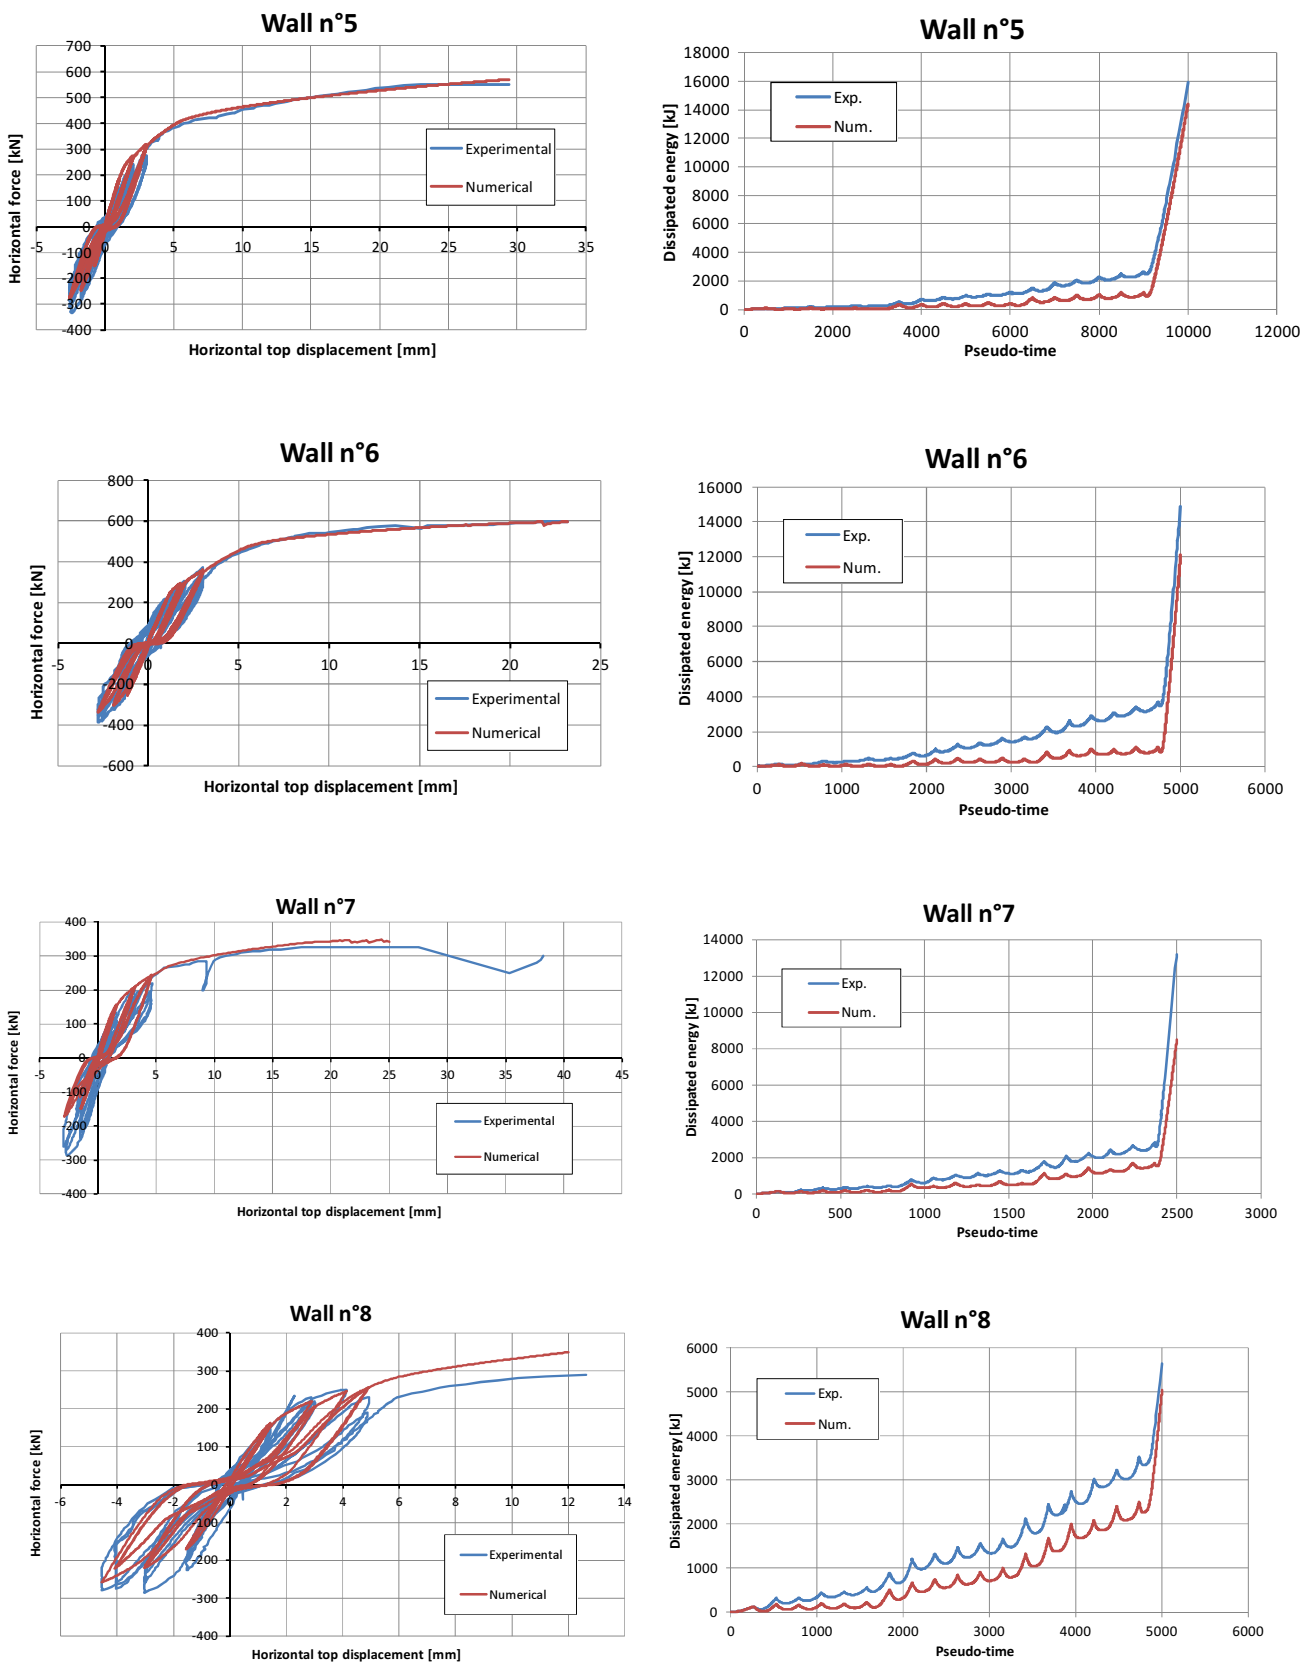 Wall n°5
Horizontal force [kN]
700
600
500
400
300
200
100
0
-100
-200
-300
-400
-5 0 5 10 15 20 25 30 35
Experimental
Numerical
Horizontal top displacement [mm]
Wall n°5
Dissipated energy [kJ]
18000
16000
14000
12000
10000
8000
6000
4000
2000
0
0 2000 4000 6000 8000 10000 12000
Exp.
Num.
Pseudo-time
Wall n°6
Horizontal force [kN]
800
600
400
200
0
-200
-400
-600
-5 0 5 10 15 20 25
Experimental
Numerical
Horizontal top displacement [mm]
Wall n°6
Dissipated energy [kJ]
16000
14000
12000
10000
8000
6000
4000
2000
0
0 1000 2000 3000 4000 5000 6000
Exp.
Num.
Pseudo-time
Wall n°7
Horizontal force [kN]
400
300
200
100
0
-100
-200
-300
-400
-5 0 5 10 15 20 25 30 35 40 45
Experimental
Numerical
Horizontal top displacement [mm]
Wall n°7
Dissipated energy [kJ]
14000
12000
10000
8000
6000
4000
2000
0
0 500 1000 1500 2000 2500 3000
Exp.
Num.
Pseudo-time
Wall n°8
Horizontal force [kN]
400
300
200
100
0
-100
-200
-300
-400
-6 -4 -2 0 2 4 6 8 10 12 14
Experimental
Numerical
Horizontal top displacement [mm]
Wall n°8
Dissipated energy [kJ]
6000
5000
4000
3000
2000
1000
0
0 1000 2000 3000 4000 5000 6000
Exp.
Num.
Pseudo-time